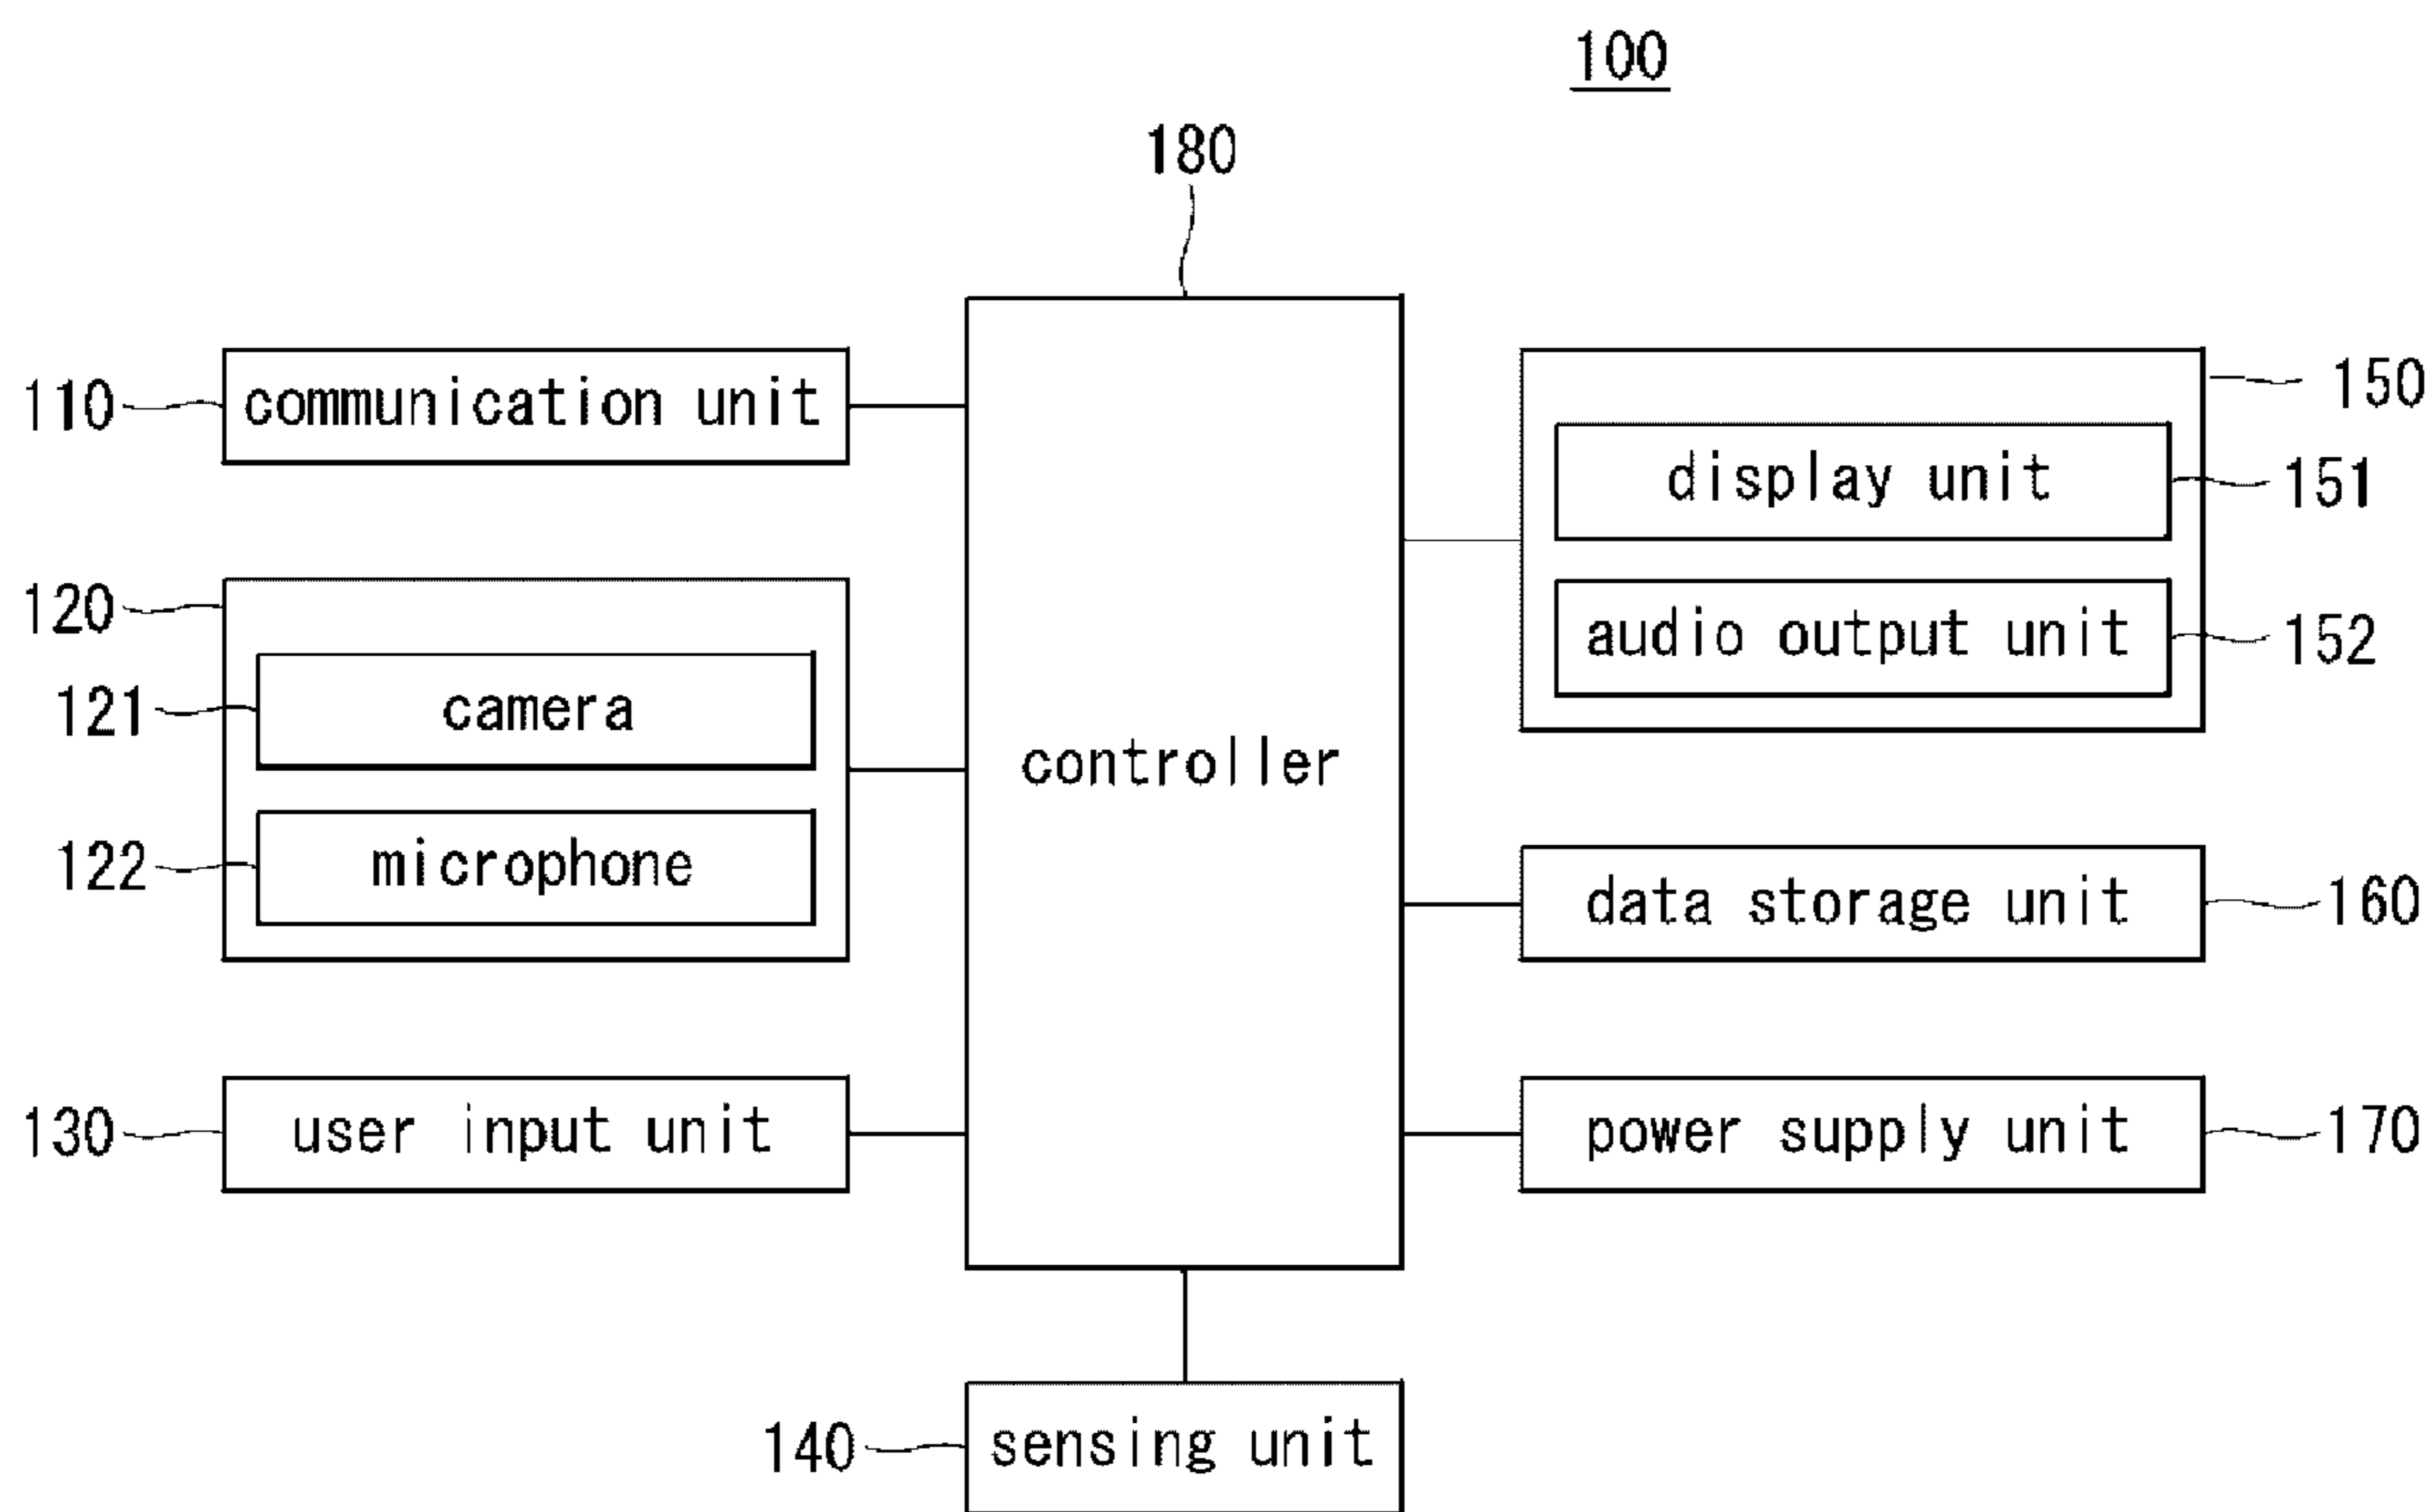 100
180
110
communication unit
150
display unit
151
120
audio output unit
152
121
camera
controller
122
microphone
data storage unit
160
130
user input unit
power supply unit
170
140
sensing unit